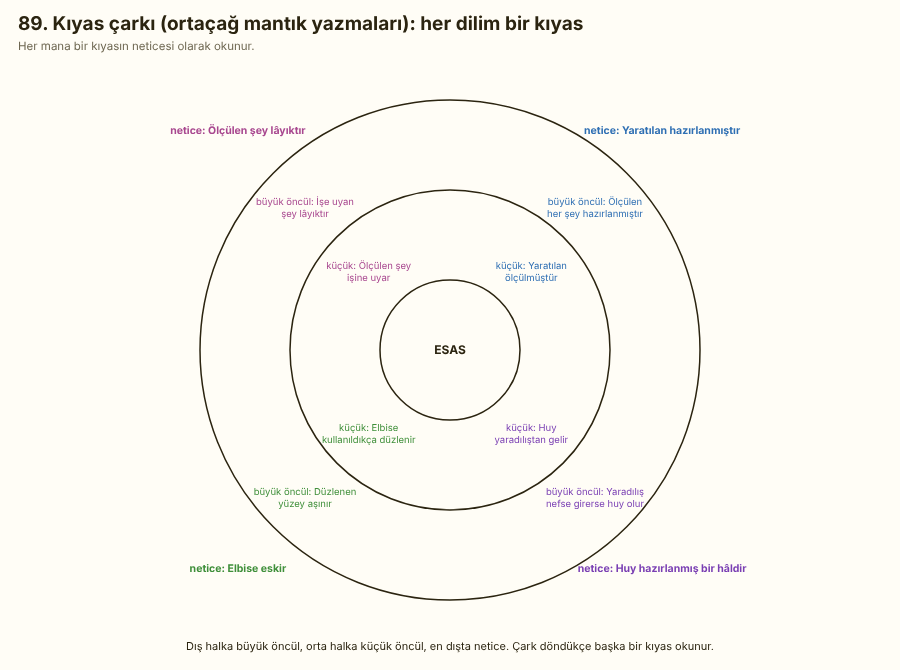 89. Kıyas çarkı (ortaçağ mantık yazmaları): her dilim bir kıyas
Her mana bir kıyasın neticesi olarak okunur.
netice: Ölçülen şey lâyıktır
netice: Yaratılan hazırlanmıştır
büyük öncül: İşe uyan
şey lâyıktır
büyük öncül: Ölçülen
her şey hazırlanmıştır
küçük: Ölçülen şey
işine uyar
küçük: Yaratılan
ölçülmüştür
ESAS
küçük: Elbise
kullanıldıkça düzlenir
küçük: Huy
yaradılıştan gelir
büyük öncül: Düzlenen
yüzey aşınır
büyük öncül: Yaradılış
nefse girerse huy olur
netice: Elbise eskir
netice: Huy hazırlanmış bir hâldir
Dış halka büyük öncül, orta halka küçük öncül, en dışta netice. Çark döndükçe başka bir kıyas okunur.